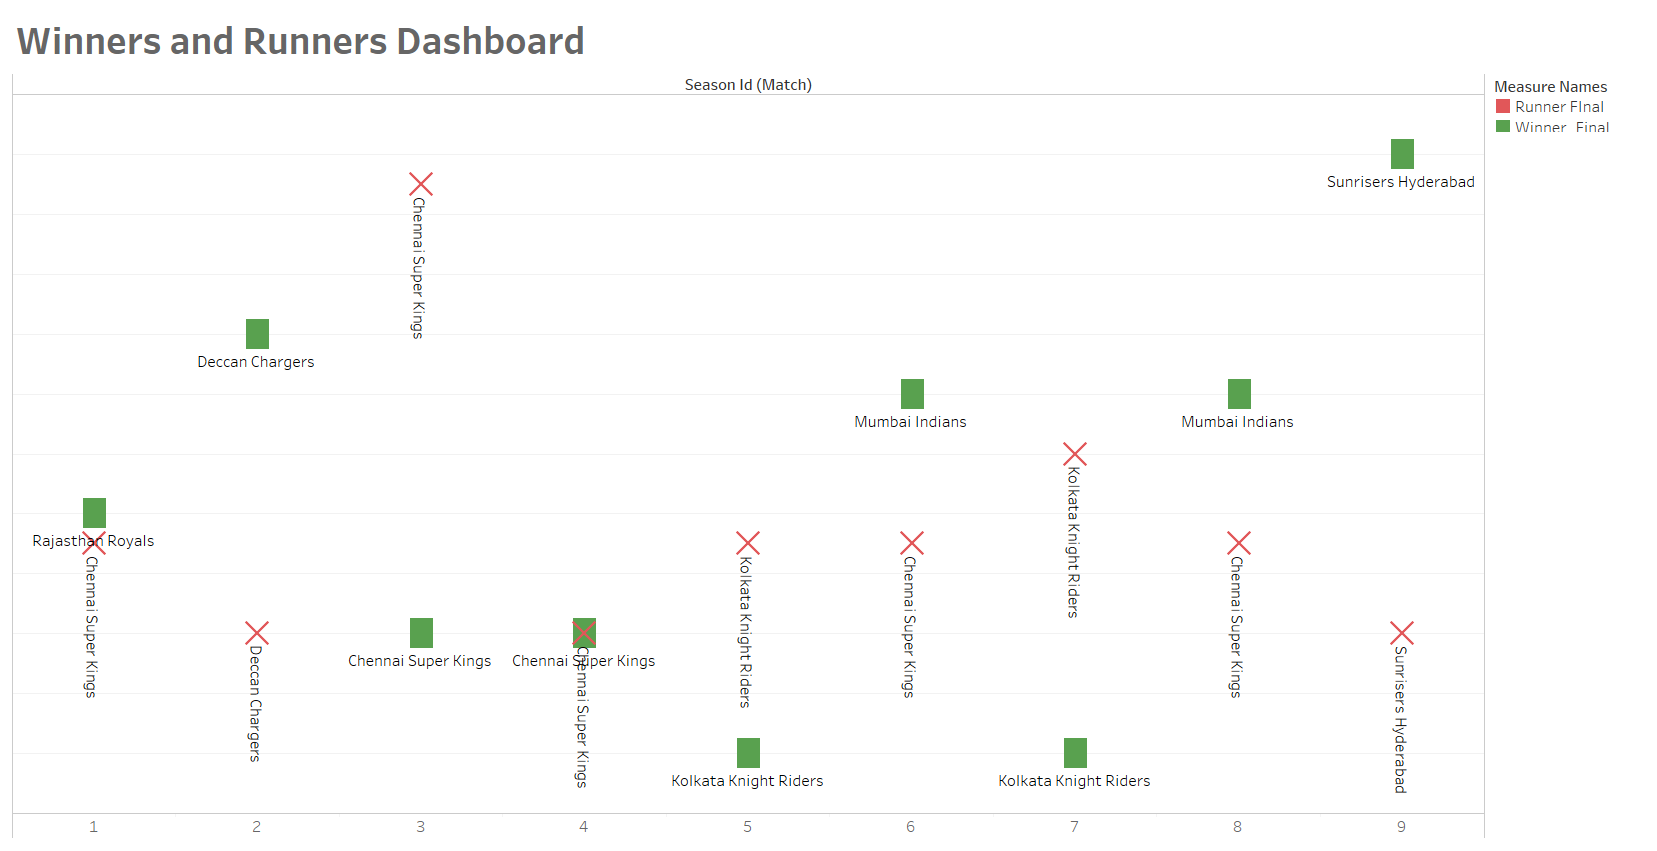 Winners and Runners Dashboard
Season Id (Match)
Measure Names
Runner FInal
Winner_Final
Sunrisers Hyderabad
Chennai Super Kings
Deccan Chargers
Mumbai Indians
Mumbai Indians
Kolkata Knight Riders
Rajasthan Royals
Chennai Super Kings
Kolkata Knight Riders
Chennai Super Kings
Chennai Super Kings
Deccan Chargers
Chennai Super Kings
Chennai Super Kings
Chennai Super Kings
Sunrisers Hyderabad
Kolkata Knight Riders
Kolkata Knight Riders
1 2 3 4 5 6 7 8 9